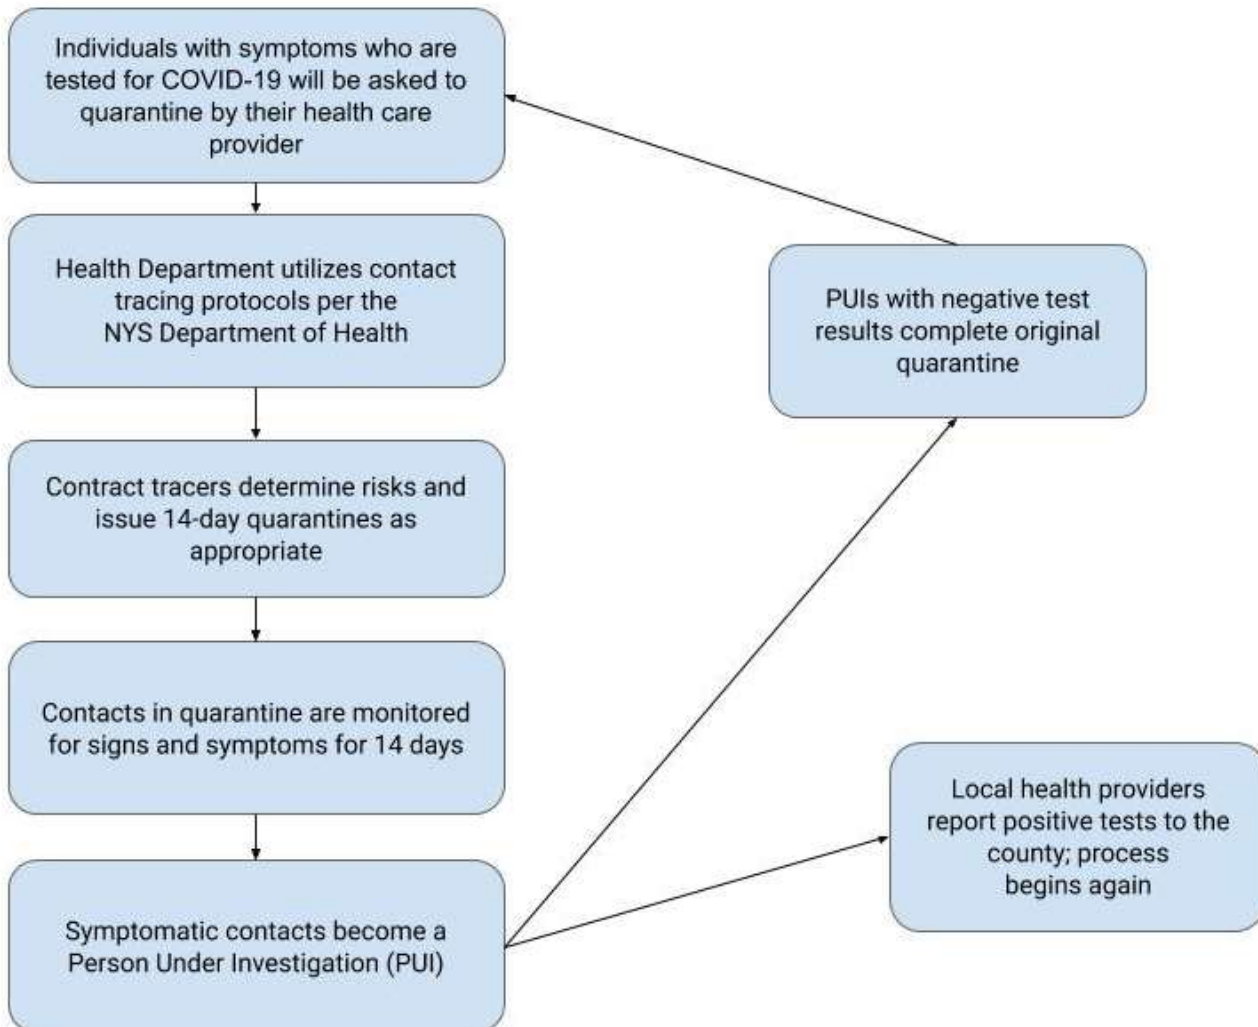 Individuals with symptoms who are
tested for COVID-19 will be asked to
quarantine by their health care
provider
Health Department utilizes contact
tracing protocols per the
NYS Department of Health
Contract tracers determine risks and
issue 14-day quarantines as
appropriate
Contacts in quarantine are monitored
for signs and symptoms for 14 days
Symptomatic contacts become a
Person Under Investigation (PUI)
PUIs with negative test
results complete original
quarantine
Local health providers
report positive tests to the
county; process
begins again